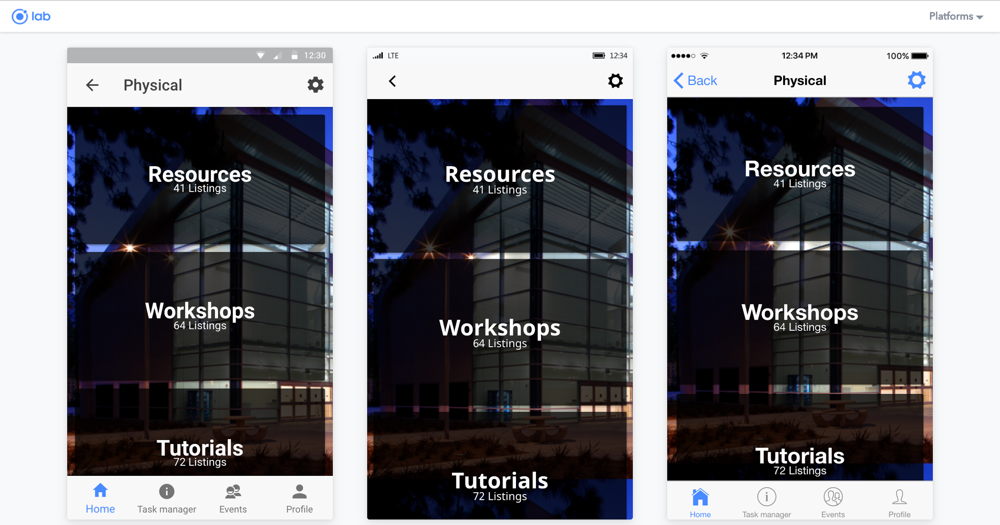 lab
Platforms
12:30
Physical
Resources
41 Listings
Workshops
64 Listings
Tutorials
72 Listings
Home
Task manager
Events
Profile
LTE
12:34
Resources
41 Listings
Workshops
64 Listings
Tutorials
72 Listings
12:34 PM
100%
Back
Physical
Resources
41 Listings
Workshops
64 Listings
Tutorials
72 Listings
Home
Task manager
Events
Profile